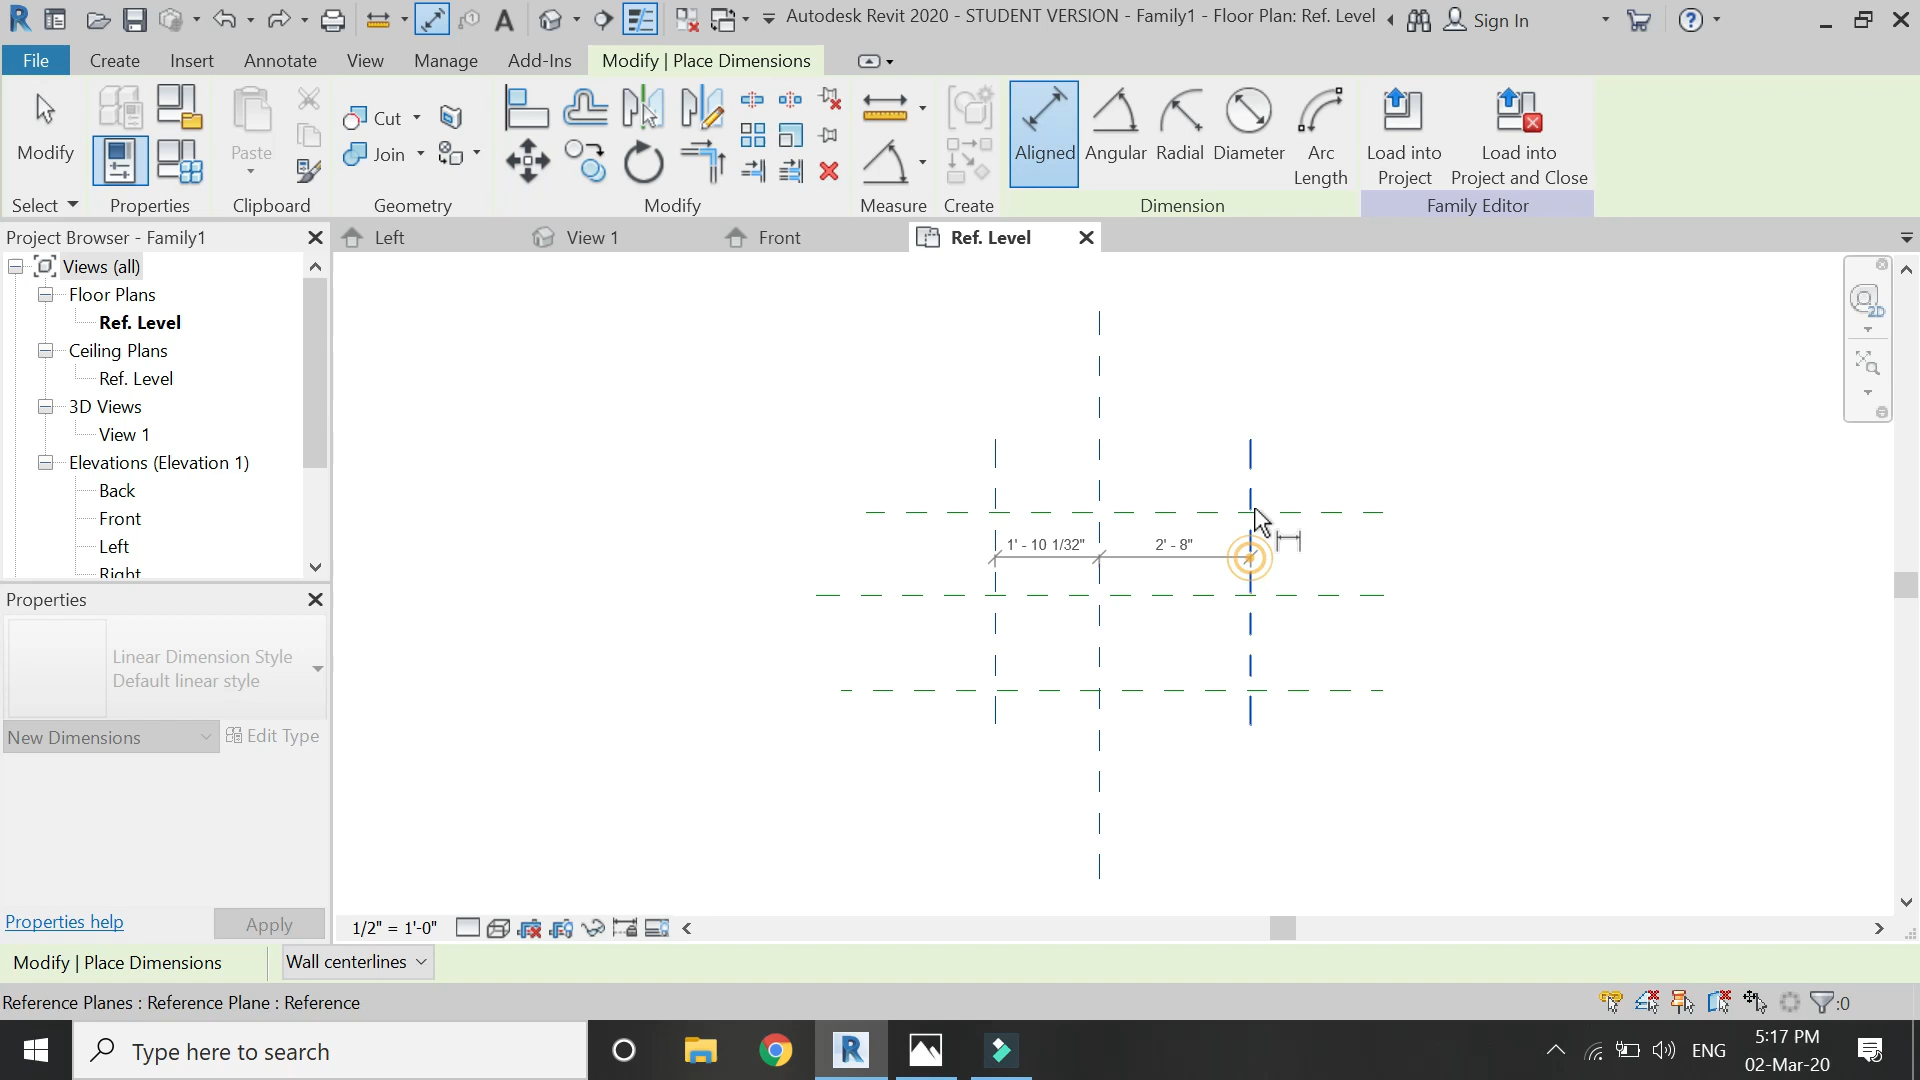 Autodesk Revit 2020 - STUDENT VERSION - Family1 - Floor Plan: Ref. Level
Sign In
File
Create
Insert
Annotate
View
Manage
Add-Ins
Modify | Place Dimensions
Modify
Paste
Cut
Join
Aligned
Angular
Radial
Diameter
Arc
Length
Load into
Project
Load into
Project and Close
Select
Properties
Clipboard
Geometry
Modify
Measure
Create
Dimension
Family Editor
Project Browser - Family1
Left
View 1
Front
Ref. Level
Views (all)
Floor Plans
Ref. Level
Ceiling Plans
Ref. Level
3D Views
View 1
Elevations (Elevation 1)
Back
Front
Left
Right
Properties
Linear Dimension Style
Default linear style
New Dimensions
Edit Type
Properties help
Apply
1' - 10 1/32"
2' - 8"
2D
1/2" = 1'-0"
Modify | Place Dimensions
Wall centerlines
Reference Planes : Reference Plane : Reference
:0
Type here to search
ENG
5:17 PM
02-Mar-20